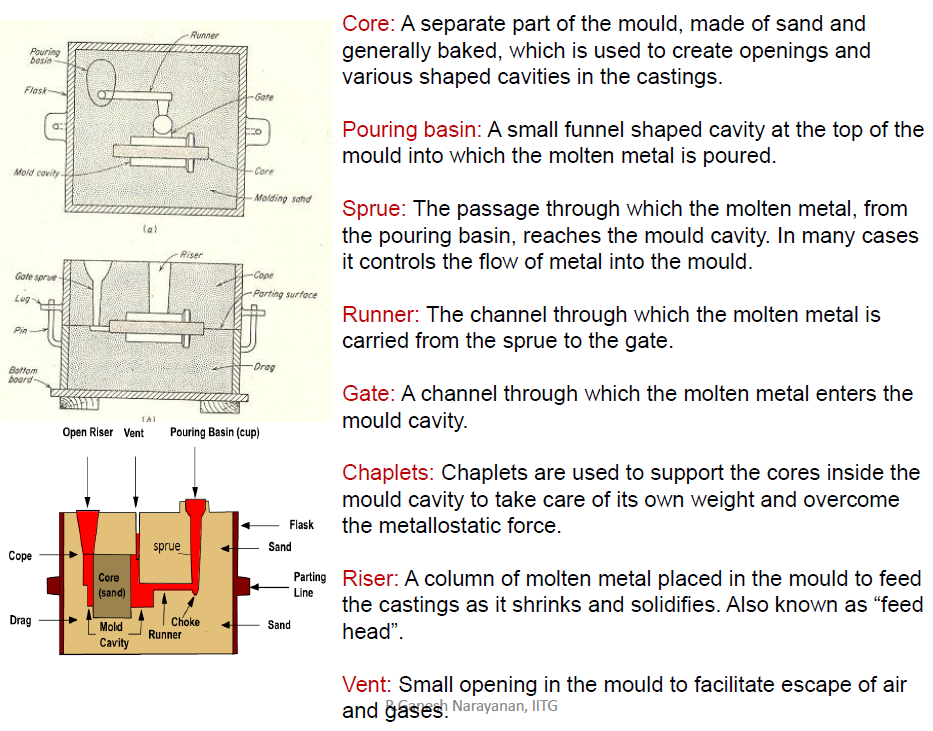 Runner
Pouring
basin
Flask
Gate
Mold cavity
Core
Molding sand
(a)
Riser
Gate sprue
Cope
Lug
Parting surface
Pin
Drag
Bottom
board
(b)
Open Riser Vent Pouring Basin (cup)
Flask
sprue
Sand
Cope
Core
(sand)
Parting
Line
Drag
Mold
Cavity
Runner
Choke
Sand
Core: A separate part of the mould, made of sand and
generally baked, which is used to create openings and
various shaped cavities in the castings.
Pouring basin: A small funnel shaped cavity at the top of the
mould into which the molten metal is poured.
Sprue: The passage through which the molten metal, from
the pouring basin, reaches the mould cavity. In many cases
it controls the flow of metal into the mould.
Runner: The channel through which the molten metal is
carried from the sprue to the gate.
Gate: A channel through which the molten metal enters the
mould cavity.
Chaplets: Chaplets are used to support the cores inside the
mould cavity to take care of its own weight and overcome
the metallostatic force.
Riser: A column of molten metal placed in the mould to feed
the castings as it shrinks and solidifies. Also known as “feed
head”.
Vent: Small opening in the mould to facilitate escape of air
and gases.
R.Ganesh Narayanan, IITG